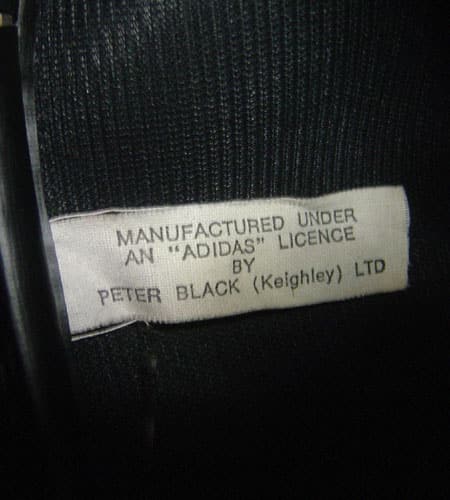 MANUFACTURED UNDER
AN "ADIDAS" LICENCE
BY
PETER BLACK (Keighley) LTD